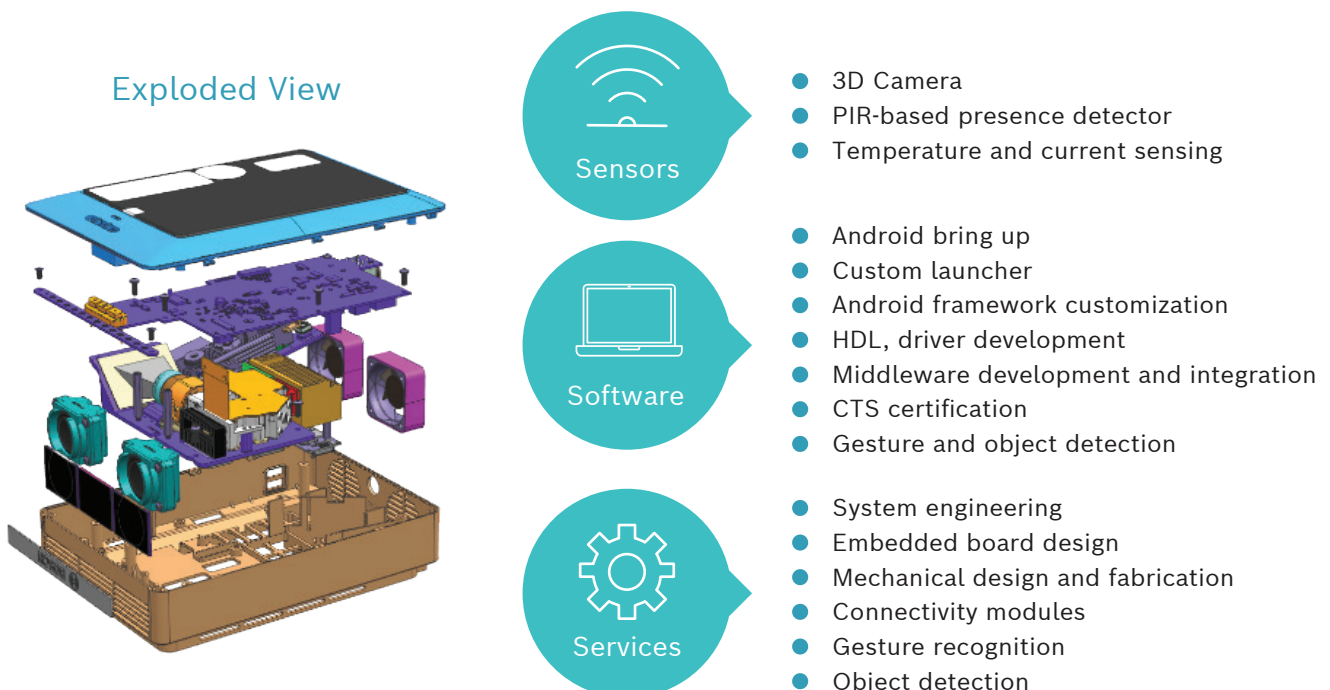 Exploded View
Sensors
3D Camera
PIR-based presence detector
Temperature and current sensing
Software
Android bring up
Custom launcher
Android framework customization
HDL, driver development
Middleware development and integration
CTS certification
Gesture and object detection
Services
System engineering
Embedded board design
Mechanical design and fabrication
Connectivity modules
Gesture recognition
Object detection